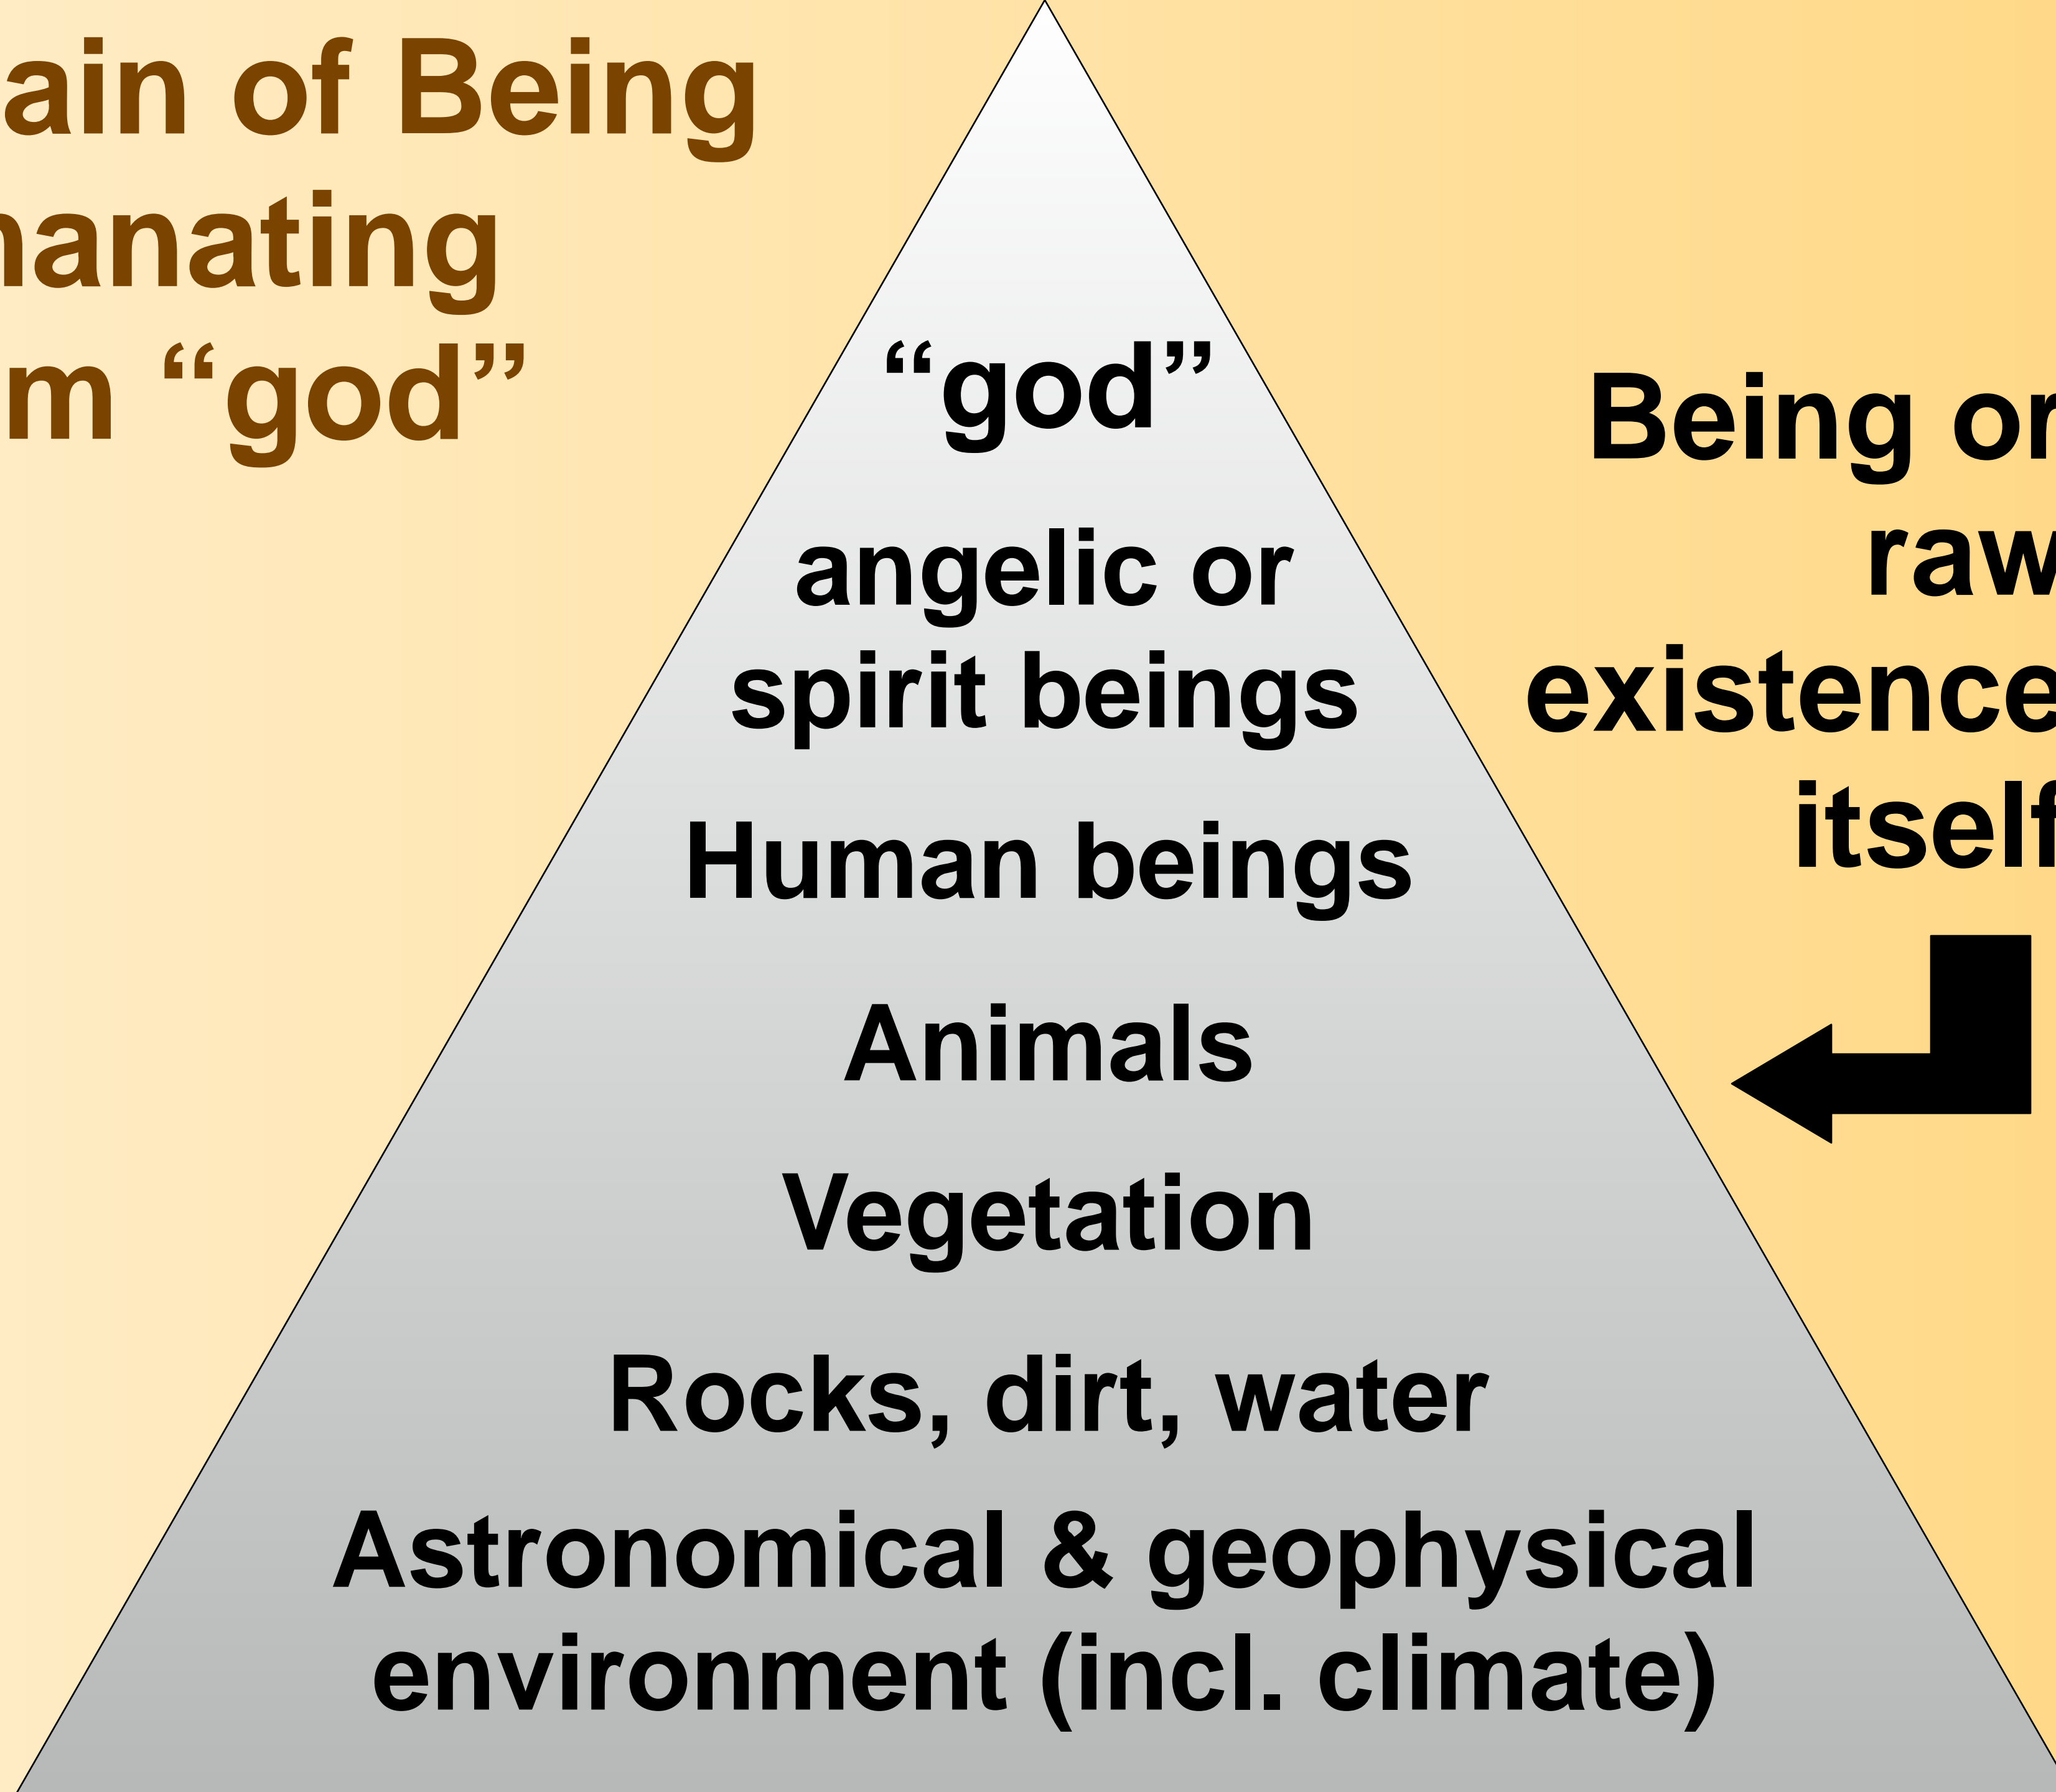 ain of Being
nanating
m “god”
“god”
angelic or
spirit beings
Human beings
Animals
Vegetation
Rocks, dirt, water
Astronomical & geophysical
environment (incl. climate)
Being or
raw
existence
itself